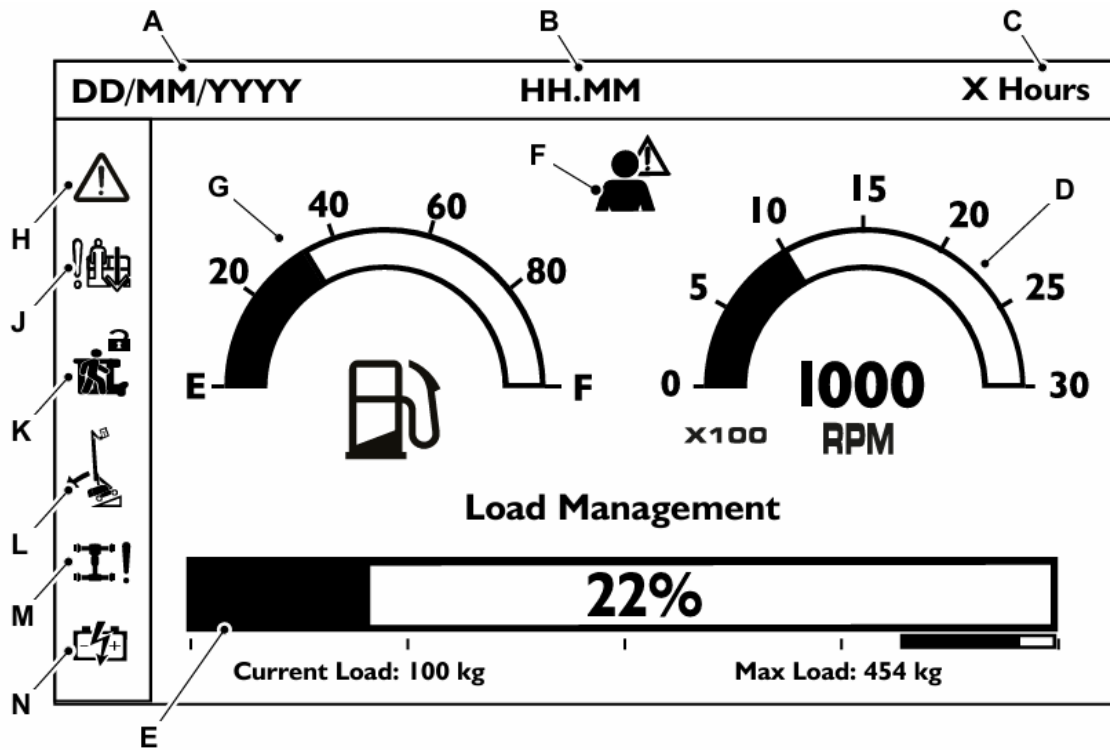 A
B
C
DD/MM/YYYY HH.MM X Hours
F
G
D
H
J
K
L
M
N
20
40
60
80
E F
0
5
10
15
20
25
30
1000
X100
RPM
Load Management
22%
Current Load: 100 kg Max Load: 454 kg
E